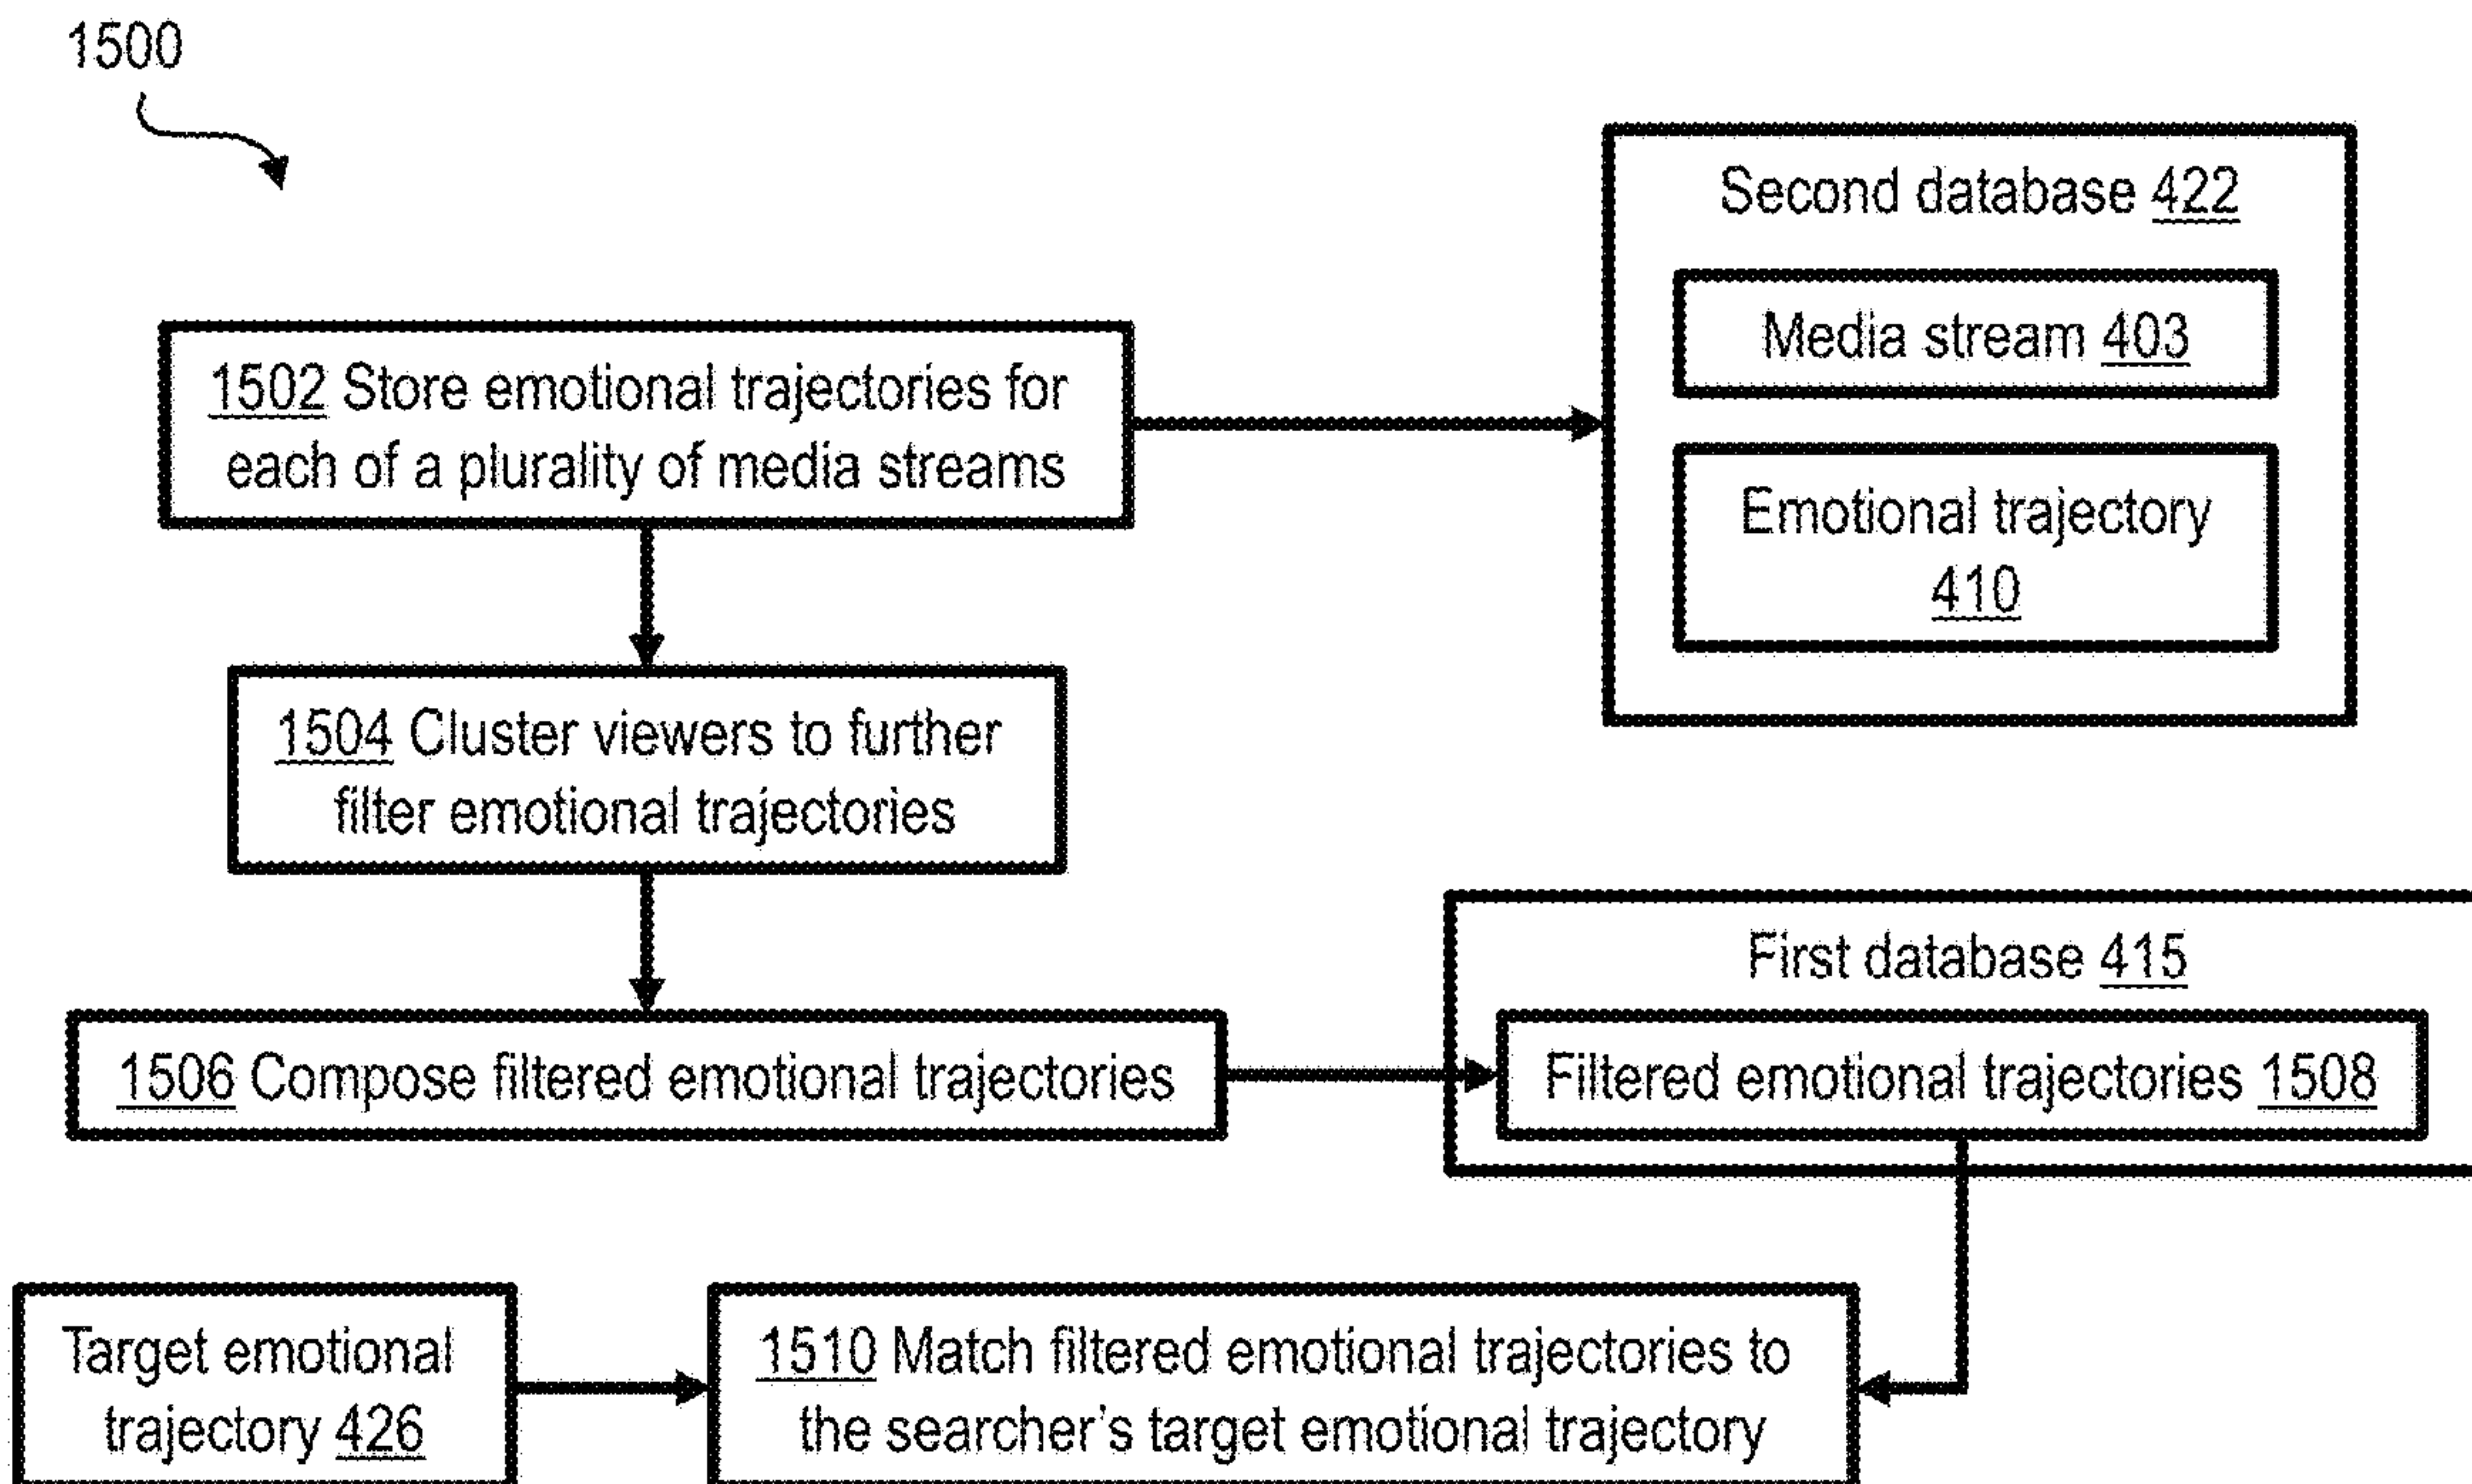 1500
Second database 422
Media stream 403
Emotional trajectory
410
1502 Store emotional trajectories for
each of a plurality of media streams
1504 Cluster viewers to further
filter emotional trajectories
First database 415
1506 Compose filtered emotional trajectories
Filtered emotional trajectories 1508
Target emotional
trajectory 426
1510 Match filtered emotional trajectories to
the searcher's target emotional trajectory